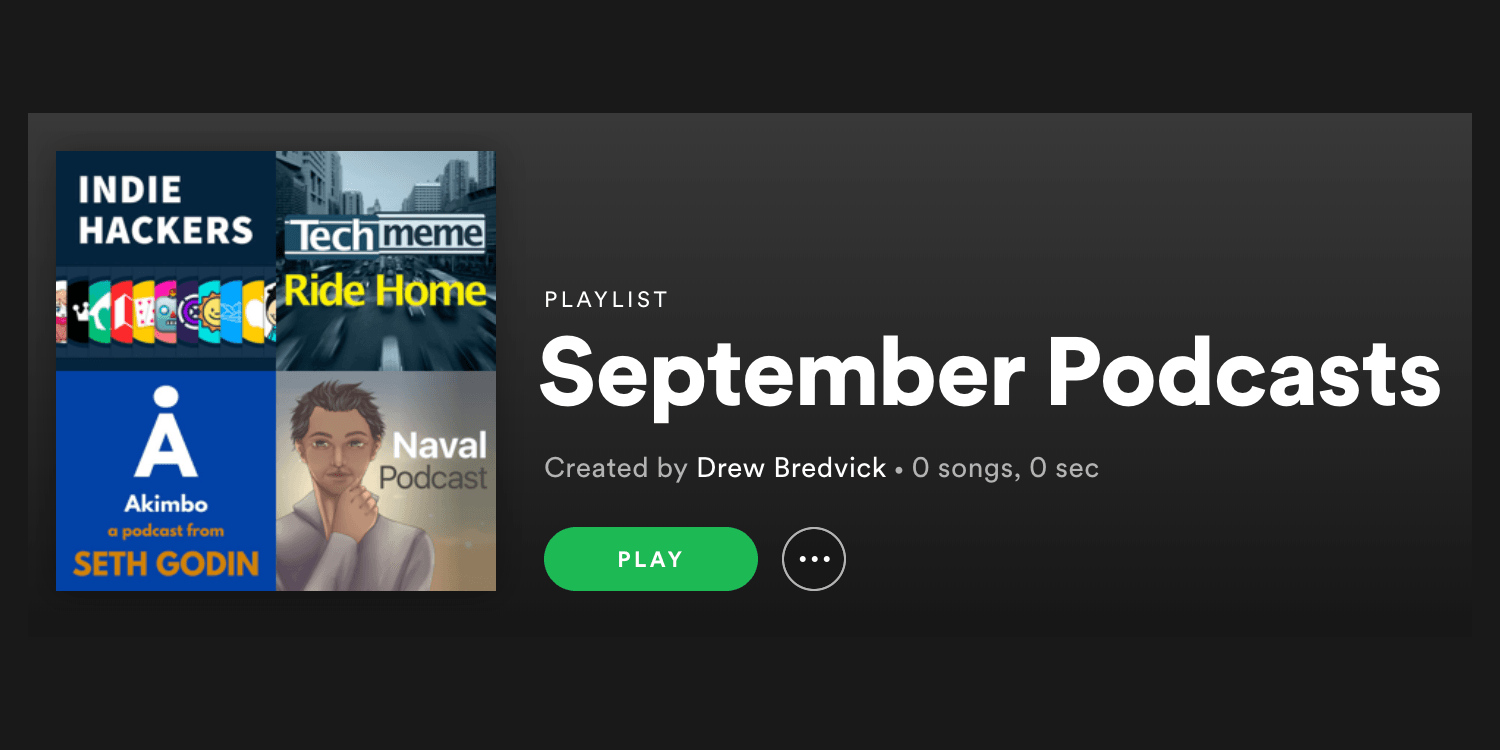 INDIE
HACKERS
Techmeme
Ride Home
Å
Akimbo
a podcast from
SETH GODIN
Naval
Podcast
PLAYLIST
September Podcasts
Created by Drew Bredvick • 0 songs, 0 sec
PLAY